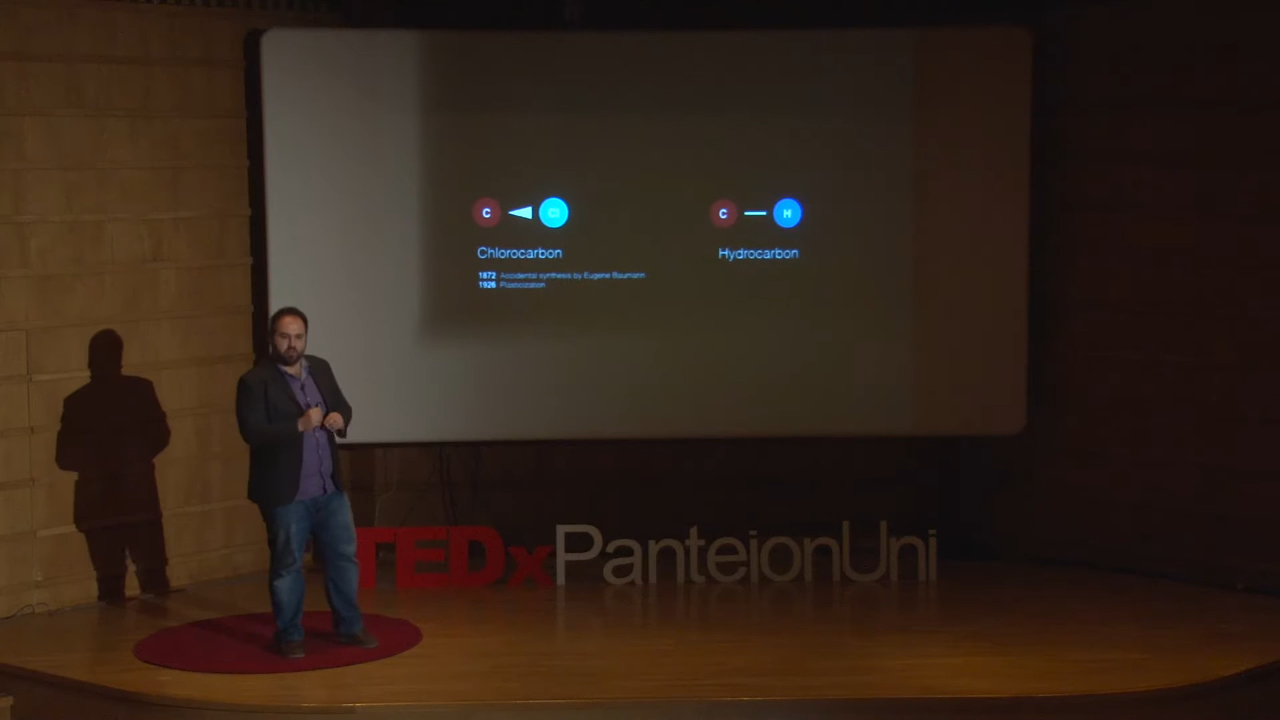 C Cl
C H
Chlorocarbon
Hydrocarbon
1872 Accidental synthesis by Eugene Baumann
1926 Plasticization
TEDxPanteionUni